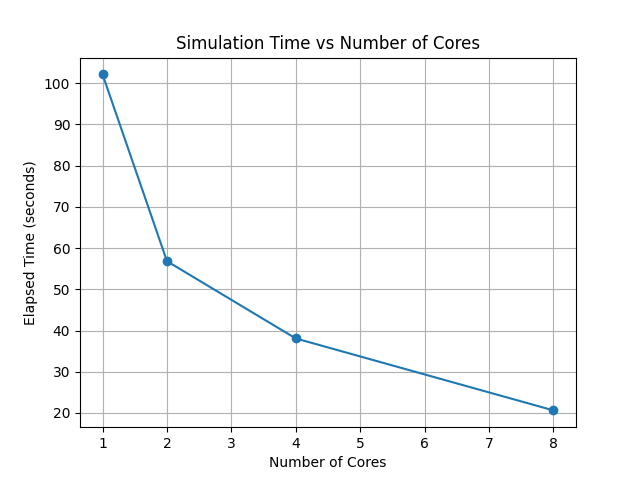 Simulation Time vs Number of Cores
Elapsed Time (seconds)
100
90
80
70
60
50
40
30
20
1 2 3 4 5 6 7 8
Number of Cores